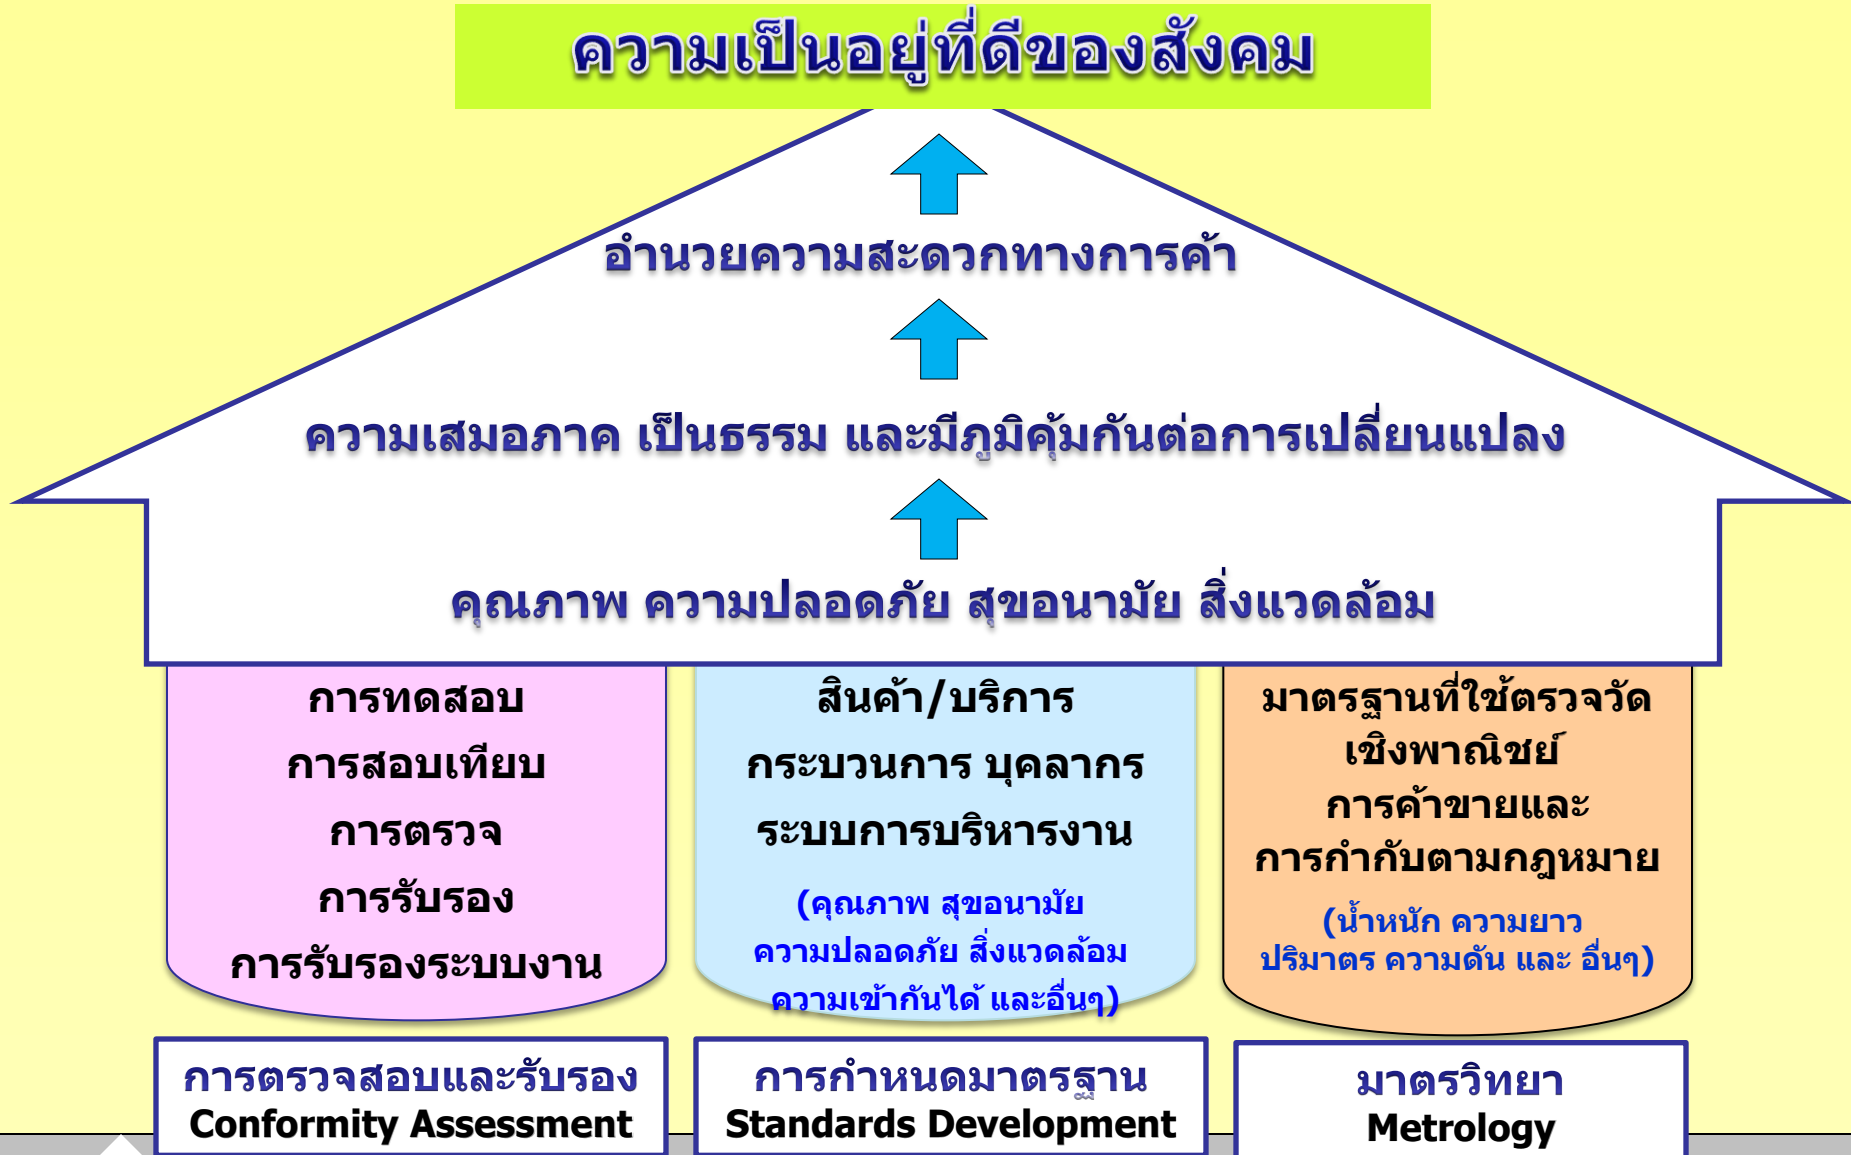 ความเป็นอยู่ที่ดีของสังคม
อำนวยความสะดวกทางการค้า
ความเสมอภาค เป็นธรรม และมีภูมิคุ้มกันต่อการเปลี่ยนแปลง
คุณภาพ ความปลอดภัย สุขอนามัย สิ่งแวดล้อม
การทดสอบ
การสอบเทียบ
การตรวจ
การรับรอง
การรับรองระบบงาน
การตรวจสอบและรับรอง
Conformity Assessment
สินค้า/บริการ
กระบวนการ บุคลากร
ระบบการบริหารงาน
(คุณภาพ สุขอนามัย
ความปลอดภัย สิ่งแวดล้อม
ความเข้ากันได้ และอื่นๆ)
การกำหนดมาตรฐาน
Standards Development
มาตรฐานที่ใช้ตรวจวัด
เชิงพาณิชย์
การค้าขายและ
การกำกับตามกฎหมาย
(น้ำหนัก ความยาว
ปริมาตร ความดัน และ อื่นๆ)
มาตรวิทยา
Metrology